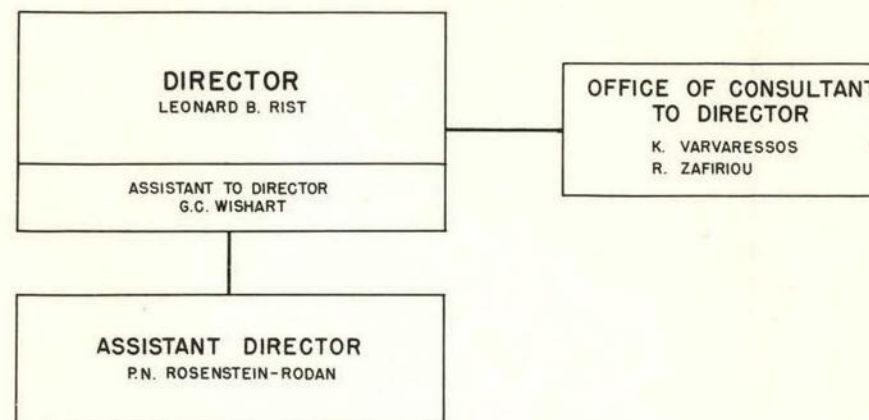 DIRECTOR
LEONARD B. RIST
ASSISTANT TO DIRECTOR
G.C. WISHART
OFFICE OF CONSULTANT
TO DIRECTOR
K. VARVARESSOS
R. ZAFIRIOU
ASSISTANT DIRECTOR
P.N. ROSENSTEIN-RODAN